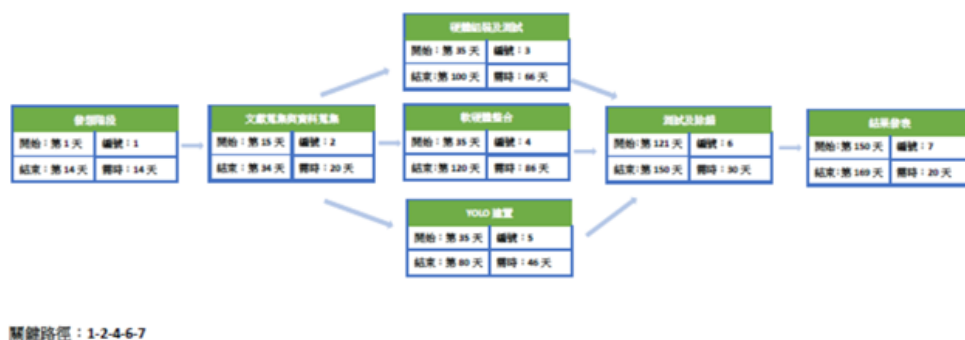 硬體組裝及測試
開始：第 35 天 編號：3
結束：第 100 天 需時：66 天
發想階段
開始：第 1 天 編號：1
結束：第 14 天 需時：14 天
文獻蒐集與資料蒐集
開始：第 15 天 編號：2
結束：第 34 天 需時：20 天
軟硬體整合
開始：第 35 天 編號：4
結束：第 120 天 需時：86 天
測試及除錯
開始：第 121 天 編號：6
結束：第 150 天 需時：30 天
結果發表
開始：第 150 天 編號：7
結束：第 169 天 需時：20 天
YOLO 建置
開始：第 35 天 編號：5
結束：第 80 天 需時：46 天
關鍵路徑：1-2-4-6-7